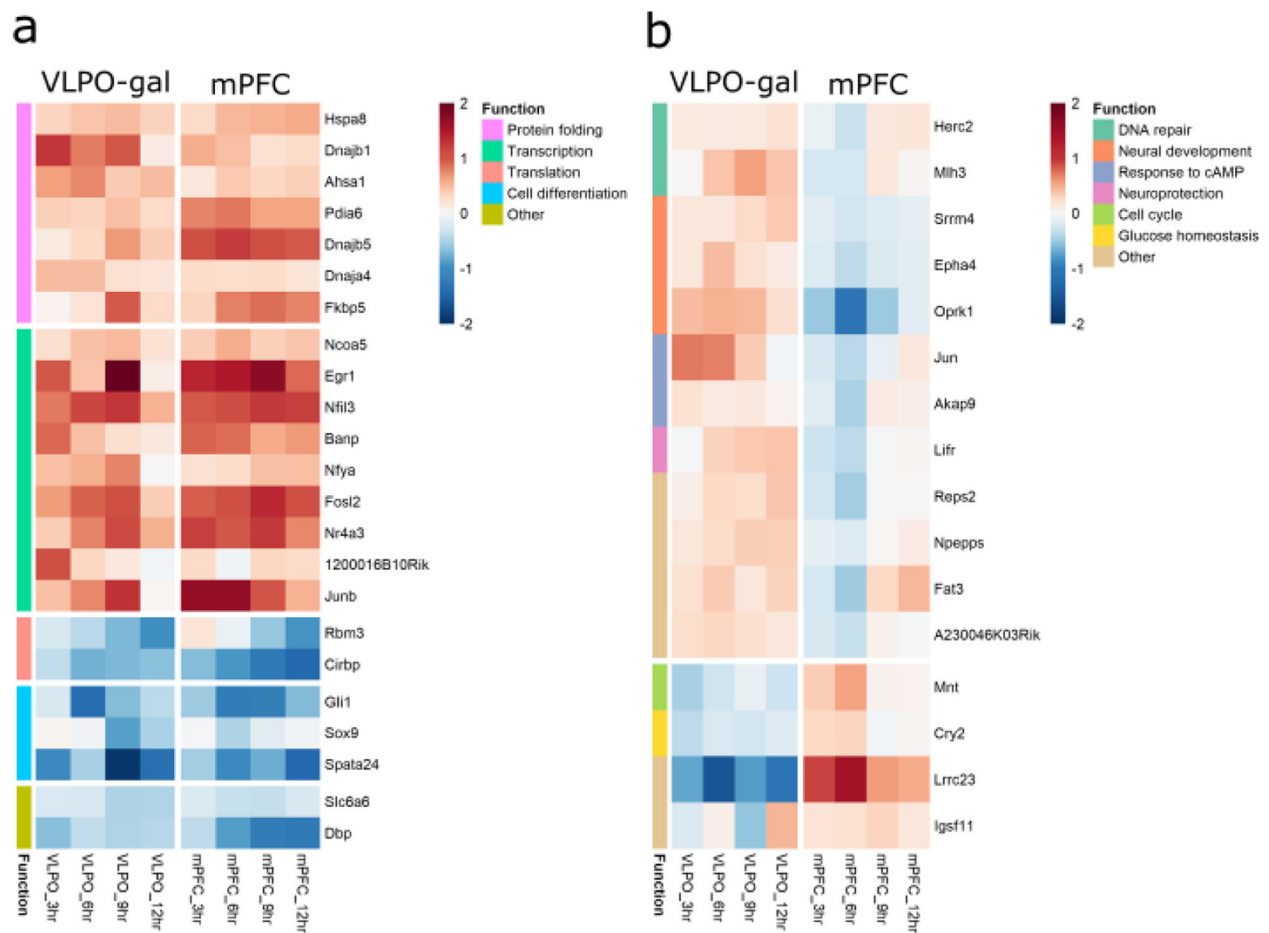 a
VLPO-gal mPFC
Hspa8
Dnajb1
Ahsa1
Pdia6
Dnajb5
Dnaja4
Fkbp5
Ncoa5
Egr1
Nfil3
Banp
Nfya
Fosl2
Nr4a3
1200016B10Rik
Junb
Rbm3
Cirbp
Gli1
Sox9
Spata24
Slc6a6
Dbp
2
1
0
-1
-2
Function
Protein folding
Transcription
Translation
Cell differentiation
Other
Function
VLPO_3hr
VLPO_6hr
VLPO_9hr
VLPO_12hr
mPFC_3hr
mPFC_6hr
mPFC_9hr
mPFC_12hr
b
VLPO-gal mPFC
Herc2
Mlh3
Srrm4
Epha4
Oprk1
Jun
Akap9
Lifr
Reps2
Npepps
Fat3
A230046K03Rik
Mnt
Cry2
Lrrc23
Igsf11
2
1
0
-1
-2
Function
DNA repair
Neural development
Response to cAMP
Neuroprotection
Cell cycle
Glucose homeostasis
Other
Function
VLPO_3hr
VLPO_6hr
VLPO_9hr
VLPO_12hr
mPFC_3hr
mPFC_6hr
mPFC_9hr
mPFC_12hr